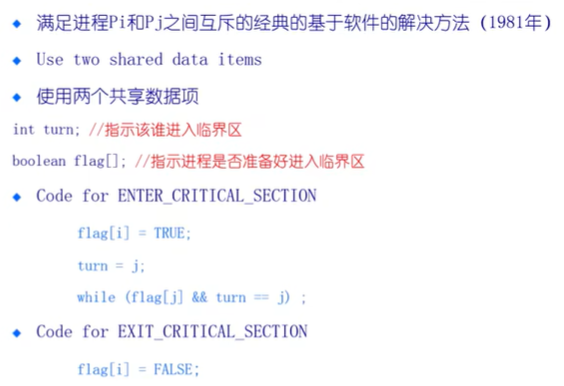 满足进程Pi和Pj之间互斥的经典的基于软件的解决方法（1981年）
Use two shared data items
使用两个共享数据项
int turn; //指示该谁进入临界区
boolean flag[]; //指示进程是否准备好进入临界区
Code for ENTER_CRITICAL_SECTION
flag[i] = TRUE;
turn = j;
while (flag[j] && turn == j) ;
Code for EXIT_CRITICAL_SECTION
flag[i] = FALSE;